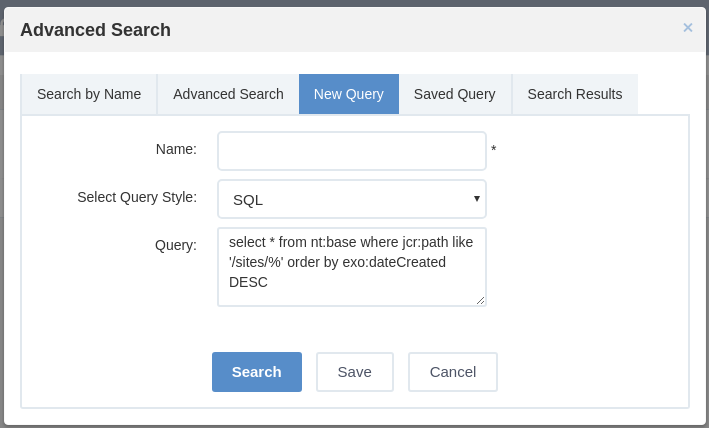 Advanced Search
×
Search by Name Advanced Search New Query Saved Query Search Results
Name: *
Select Query Style: SQL
Query: select * from nt:base where jcr:path like
'/sites/%' order by exo:dateCreated
DESC
Search Save Cancel